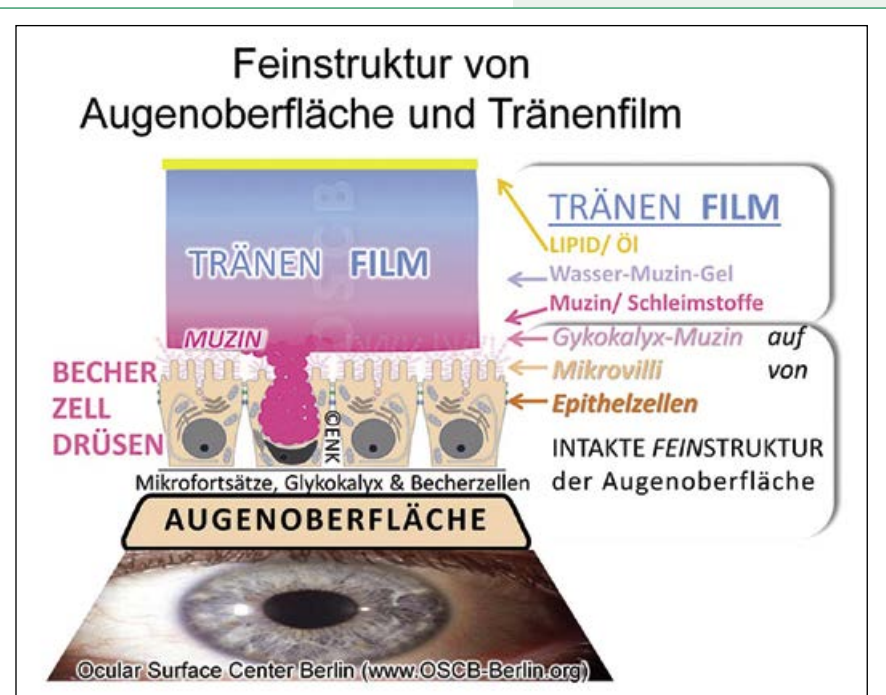 Feinstruktur von
Augenoberfläche und Tränenfilm
OSCB
TRÄNEN FILM
MUZIN
BECHER
ZELL
DRÜSEN
©ENK
TRÄNEN FILM
LIPID/ Öl
Wasser-Muzin-Gel
Muzin/ Schleimstoffe
Gykokalyx-Muzin auf
Mikrovilli von
Epithelzellen
INTAKTE FEINSTRUKTUR
der Augenoberfläche
Mikrofortsätze, Glykokalyx & Becherzellen
AUGENOBERFLÄCHE
Ocular Surface Center Berlin (www.OSCB-Berlin.org)